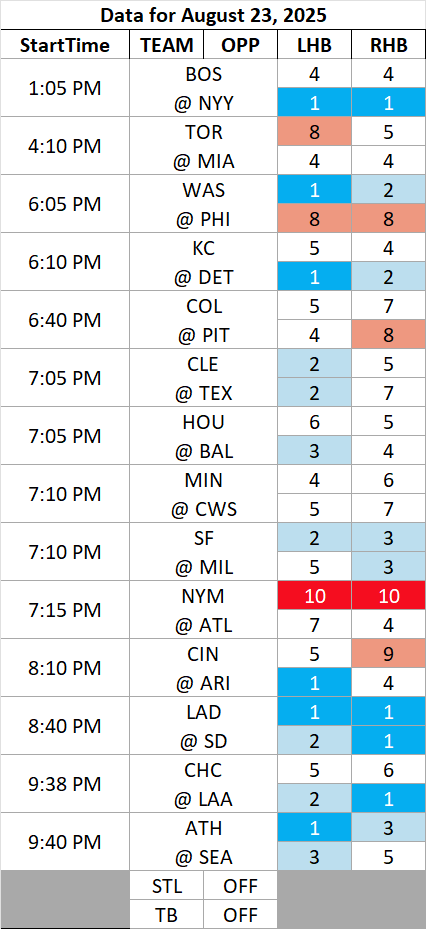 Data for August 23, 2025
StartTime TEAM OPP LHB RHB
1:05 PM BOS 4 4
@ NYY 1 1
4:10 PM TOR 8 5
@ MIA 4 4
6:05 PM WAS 1 2
@ PHI 8 8
6:10 PM KC 5 4
@ DET 1 2
6:40 PM COL 5 7
@ PIT 4 8
7:05 PM CLE 2 5
@ TEX 2 7
7:05 PM HOU 6 5
@ BAL 3 4
7:10 PM MIN 4 6
@ CWS 5 7
7:10 PM SF 2 3
@ MIL 5 3
7:15 PM NYM 10 10
@ ATL 7 4
8:10 PM CIN 5 9
@ ARI 1 4
8:40 PM LAD 1 1
@ SD 2 1
9:38 PM CHC 5 6
@ LAA 2 1
9:40 PM ATH 1 3
@ SEA 3 5
STL OFF
TB OFF